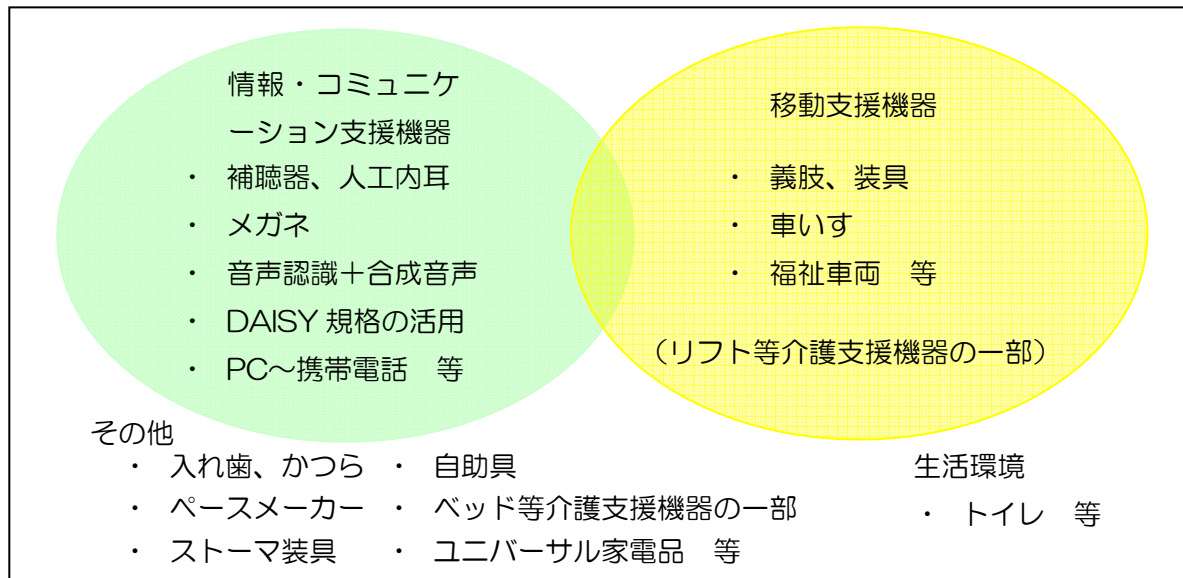 情報・コミュニケ
ーション支援機器
・ 補聴器、人工内耳
・ メガネ
・ 音声認識＋合成音声
・ DAISY 規格の活用
・ PC～携帯電話　等
移動支援機器
・ 義肢、装具
・ 車いす
・ 福祉車両　等
（リフト等介護支援機器の一部）
その他
・ 入れ歯、かつら
・ ペースメーカー
・ ストーマ装具
・ 自助具
・ ベッド等介護支援機器の一部
・ ユニバーサル家電品　等
生活環境
・ トイレ　等